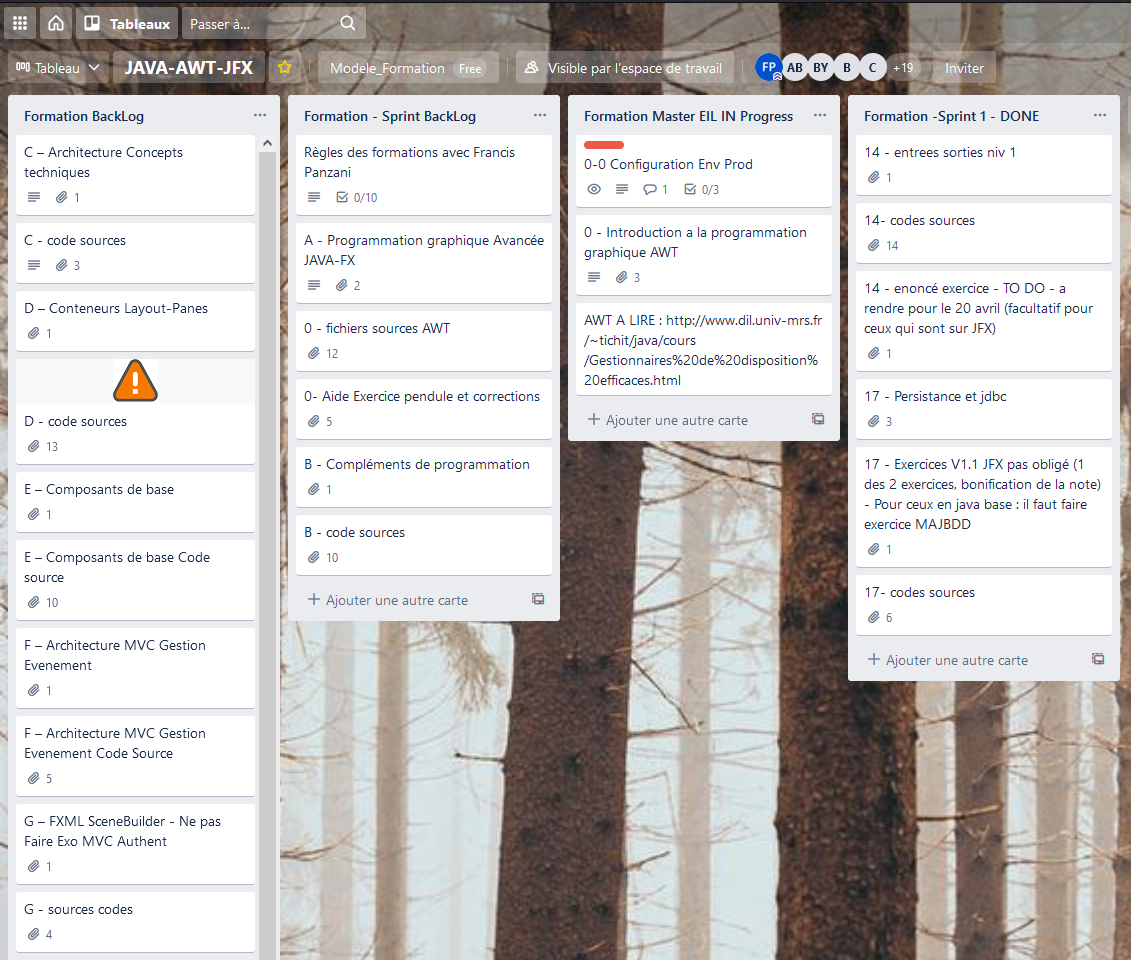 Tableaux
Passer à...
Tableau
JAVA-AWT-JFX
Modele_Formation Free
Visible par l'espace de travail
FP AB BY B C +19
Inviter
Formation BackLog
C – Architecture Concepts
techniques
1
C - code sources
3
D – Conteneurs Layout-Panes
1
D - code sources
13
E – Composants de base
1
E – Composants de base Code
source
10
F – Architecture MVC Gestion
Evenement
1
F – Architecture MVC Gestion
Evenement Code Source
5
G – FXML SceneBuilder - Ne pas
Faire Exo MVC Authent
1
G - sources codes
4
Formation - Sprint BackLog
Règles des formations avec Francis
Panzani
0/10
A - Programmation graphique Avancée
JAVA-FX
2
0 - fichiers sources AWT
12
0- Aide Exercice pendule et corrections
5
B - Compléments de programmation
1
B - code sources
10
Ajouter une autre carte
Formation Master EIL IN Progress
0-0 Configuration Env Prod
1 0/3
0 - Introduction a la programmation
graphique AWT
3
AWT A LIRE : http://www.dil.univ-mrs.fr
/~tichit/java/cours
/Gestionnaires%20de%20disposition%
20efficaces.html
Ajouter une autre carte
Formation -Sprint 1 - DONE
14 - entrees sorties niv 1
1
14- codes sources
14
14 - enoncé exercice - TO DO - a
rendre pour le 20 avril (facultatif pour
ceux qui sont sur JFX)
1
17 - Persistance et jdbc
3
17 - Exercices V1.1 JFX pas obligé (1
des 2 exercices, bonification de la note)
- Pour ceux en java base : il faut faire
exercice MAJBDD
1
17- codes sources
6
Ajouter une autre carte